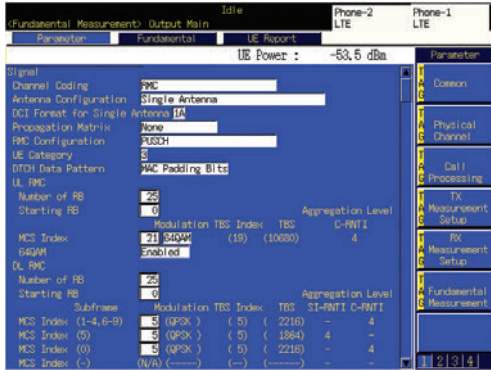 Idle
Phone-2
LTE
Phone-1
LTE
<Fundamental Measurement> Output Main
Parameter Fundamental UE Report
UE Power : -53.5 dBm
Parameter
Signal
Channel Coding RMC
Antenna Configuration Single Antenna
DCI Format for Single Antenna 1A
Propagation Matrix None
RMC Configuration PUSCH
UE Category 3
DTCH Data Pattern MAC Padding Bits
UL RMC
Number of RB 25
Starting RB 0 Aggregation Level
Modulation TBS Index TBS C-RNTI
MCS Index 21 64QAM (19) (10680) 4
64QAM Enabled
DL RMC
Number of RB 25
Starting RB 0 Aggregation Level
Subframe Modulation TBS Index TBS SI-RNTI C-RNTI
MCS Index (1-4,6-9) 5 (QPSK ) ( 5) ( 2216) - 4
MCS Index (5) 5 (QPSK ) ( 5) ( 1864) 4 -
MCS Index (0) 5 (QPSK ) ( 5) ( 2216) - 4
MCS Index (-) (N/A) (------) (--) (------) - -
TAG Common
TAG Physical Channel
TAG Call Processing
TAG TX Measurement Setup
TAG RX Measurement Setup
TAG Fundamental Measurement
1 2 3 4